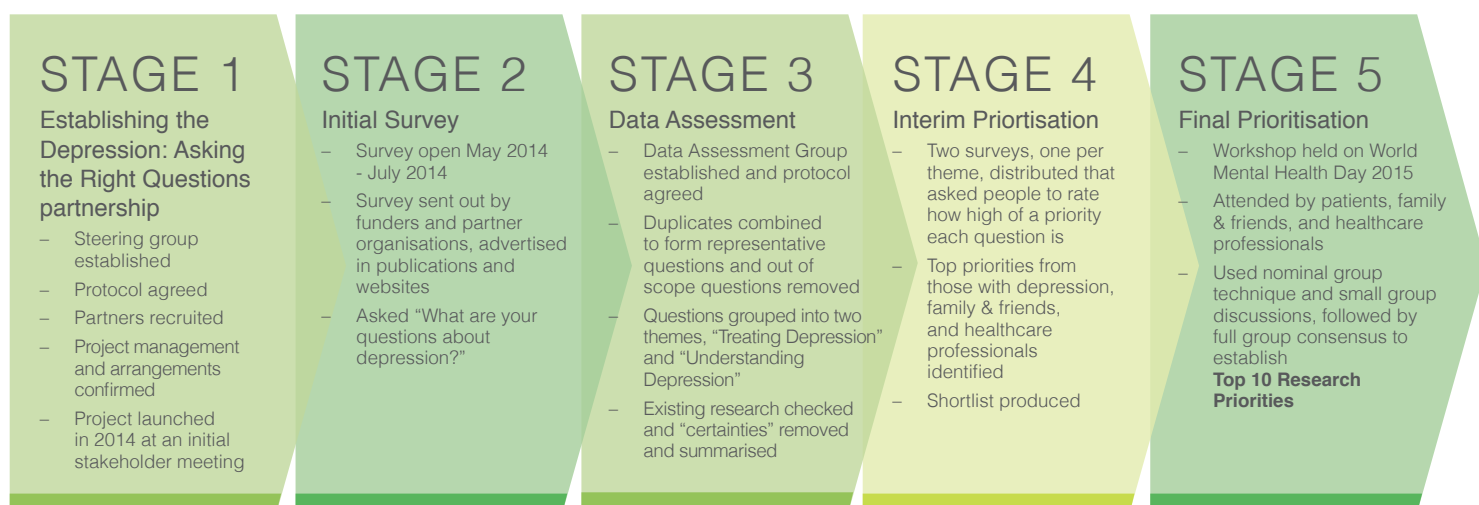 STAGE 1
Establishing the
Depression: Asking
the Right Questions
partnership
– Steering group
established
– Protocol agreed
– Partners recruited
– Project management
and arrangements
confirmed
– Project launched
in 2014 at an initial
stakeholder meeting
STAGE 2
Initial Survey
– Survey open May 2014
- July 2014
– Survey sent out by
funders and partner
organisations, advertised
in publications and
websites
– Asked “What are your
questions about
depression?”
STAGE 3
Data Assessment
– Data Assessment Group
established and protocol
agreed
– Duplicates combined
to form representative
questions and out of
scope questions removed
– Questions grouped into two
themes, “Treating Depression”
and “Understanding
Depression”
– Existing research checked
and “certainties” removed
and summarised
STAGE 4
Interim Priortisation
– Two surveys, one per
theme, distributed that
asked people to rate
how high of a priority
each question is
– Top priorities from
those with depression,
family & friends,
and healthcare
professionals
identified
– Shortlist produced
STAGE 5
Final Prioritisation
– Workshop held on World
Mental Health Day 2015
– Attended by patients, family
& friends, and healthcare
professionals
– Used nominal group
technique and small group
discussions, followed by
full group consensus to
establish
Top 10 Research
Priorities